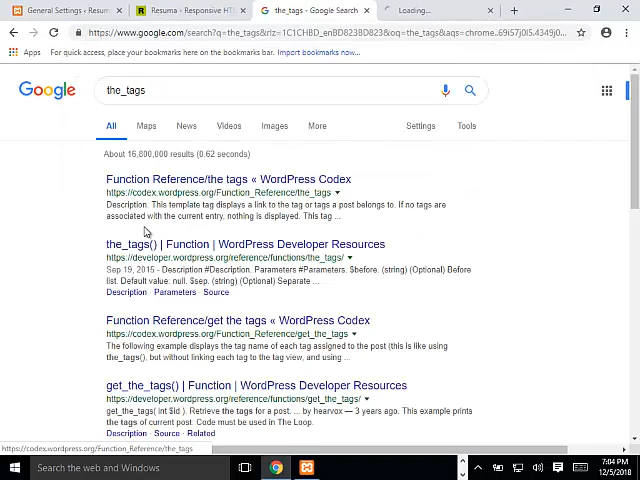 General Settings ‹ Resum
Resuma - Responsive HT
the_tags - Google Search
Loading...
https://www.google.com/search?q=the_tags&rlz=1C1CHBD_enBD823BD823&oq=the_tags&aqs=chrome..69i57j0l5.4349j0...
Apps
For quick access, place your bookmarks here on the bookmarks bar. Import bookmarks now...
Google
the_tags
All
Maps
News
Videos
Images
More
Settings
Tools
About 16,800,000 results (0.62 seconds)
Function Reference/the tags « WordPress Codex
https://codex.wordpress.org/Function_Reference/the_tags
Description. This template tag displays a link to the tag or tags a post belongs to. If no tags are
associated with the current entry, nothing is displayed. This tag ...
the_tags() | Function | WordPress Developer Resources
https://developer.wordpress.org/reference/functions/the_tags/
Sep 19, 2015 - Description #Description. Parameters #Parameters. $before. (string) (Optional) Before
list. Default value: null. $sep. (string) (Optional) Separate ...
Description · Parameters · Source
Function Reference/get the tags « WordPress Codex
https://codex.wordpress.org/Function_Reference/get_the_tags
The following example displays the tag name of each tag assigned to the post (this is like using
the_tags(), but without linking each tag to the tag view, and using ...
get_the_tags() | Function | WordPress Developer Resources
https://developer.wordpress.org/reference/functions/get_the_tags/
get_the_tags( int $id ). Retrieve the tags for a post. ... by hearvox — 3 years ago. This example prints
the tags of current post. Code must be used in The Loop.
Description · Source · Related
https://codex.wordpress.org/Function_Reference/the_tags
Search the web and Windows
7:04 PM
12/5/2018